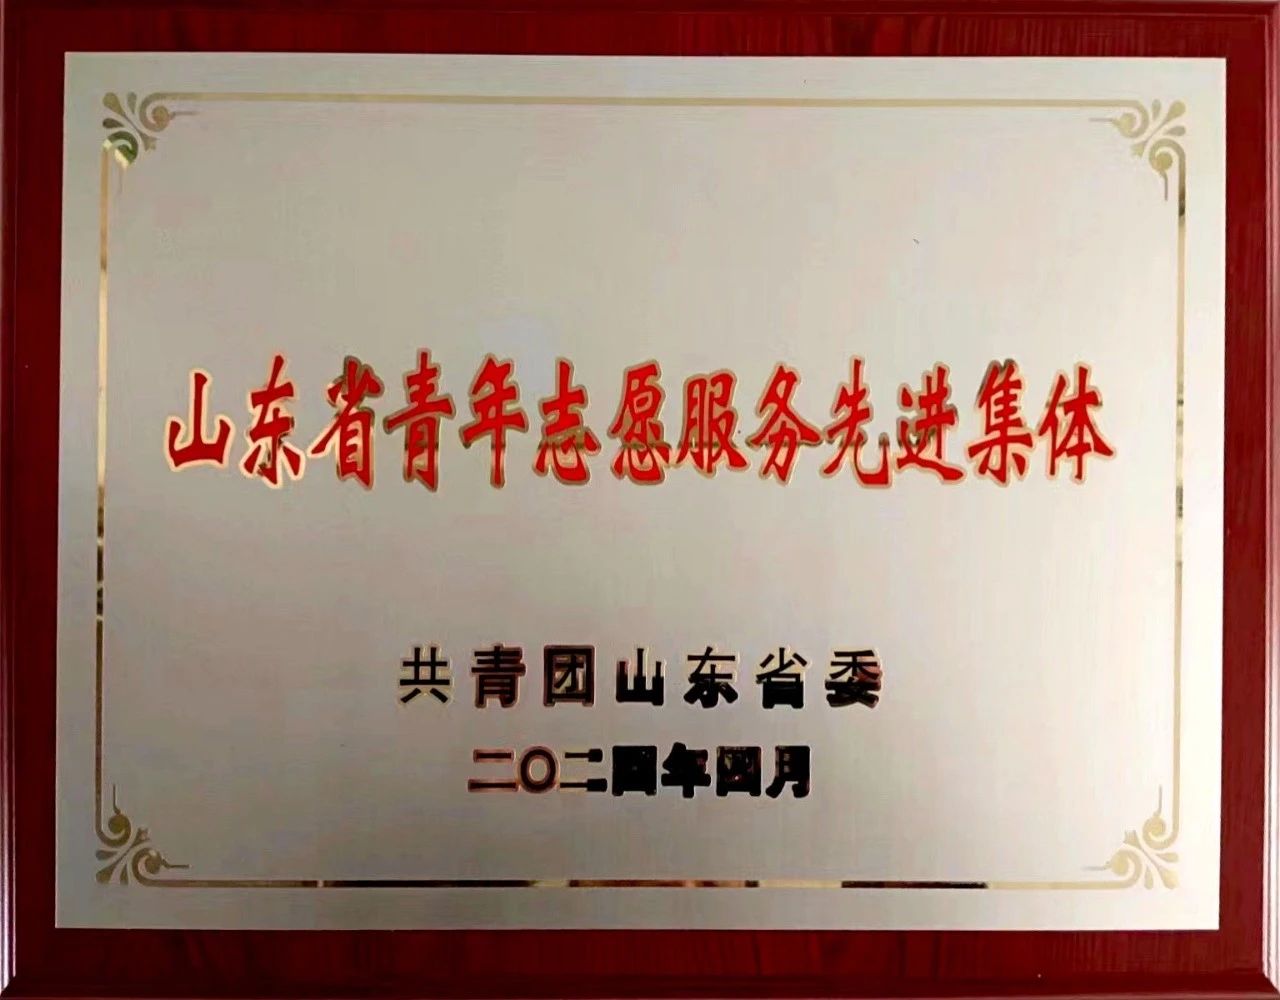 山东省青年志愿服务先进集体
共青团山东省委
二〇二四年四月